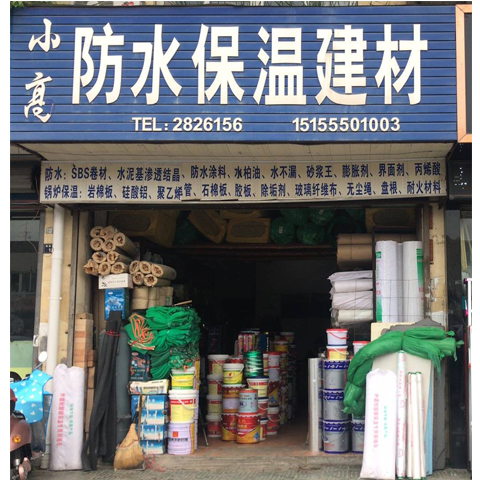 小亮 防水保温建材
TEL:2826156 15155501003
防水:SBS卷材、水泥基渗透结晶、防水涂料、水柏油、水不漏、砂浆王、膨胀剂、界面剂、丙烯酸
锅炉保温:岩棉板、硅酸铝、聚乙烯管、石棉板、胶板、除垢剂、玻璃纤维布、无尘绳、盘根、耐火材料